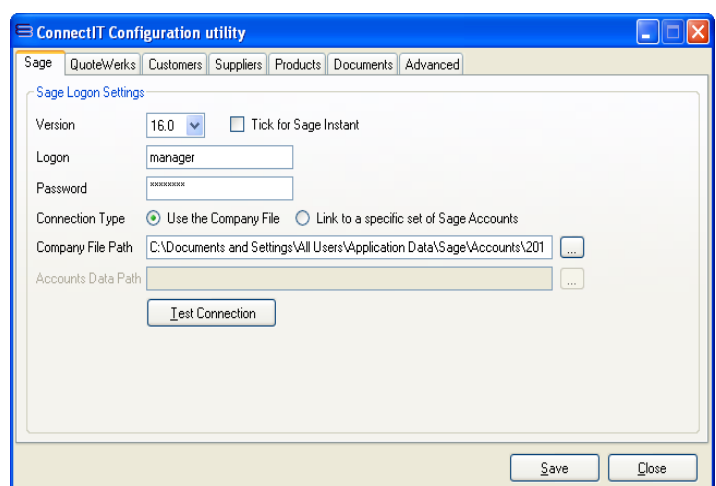 ConnectIT Configuration utility
Sage QuoteWerks Customers Suppliers Products Documents Advanced
Sage Logon Settings
Version 16.0 Tick for Sage Instant
Logon manager
Password xxxxxxxx
Connection Type Use the Company File Link to a specific set of Sage Accounts
Company File Path C:\Documents and Settings\All Users\Application Data\Sage\Accounts\201 ...
Accounts Data Path ...
Test Connection
Save Close